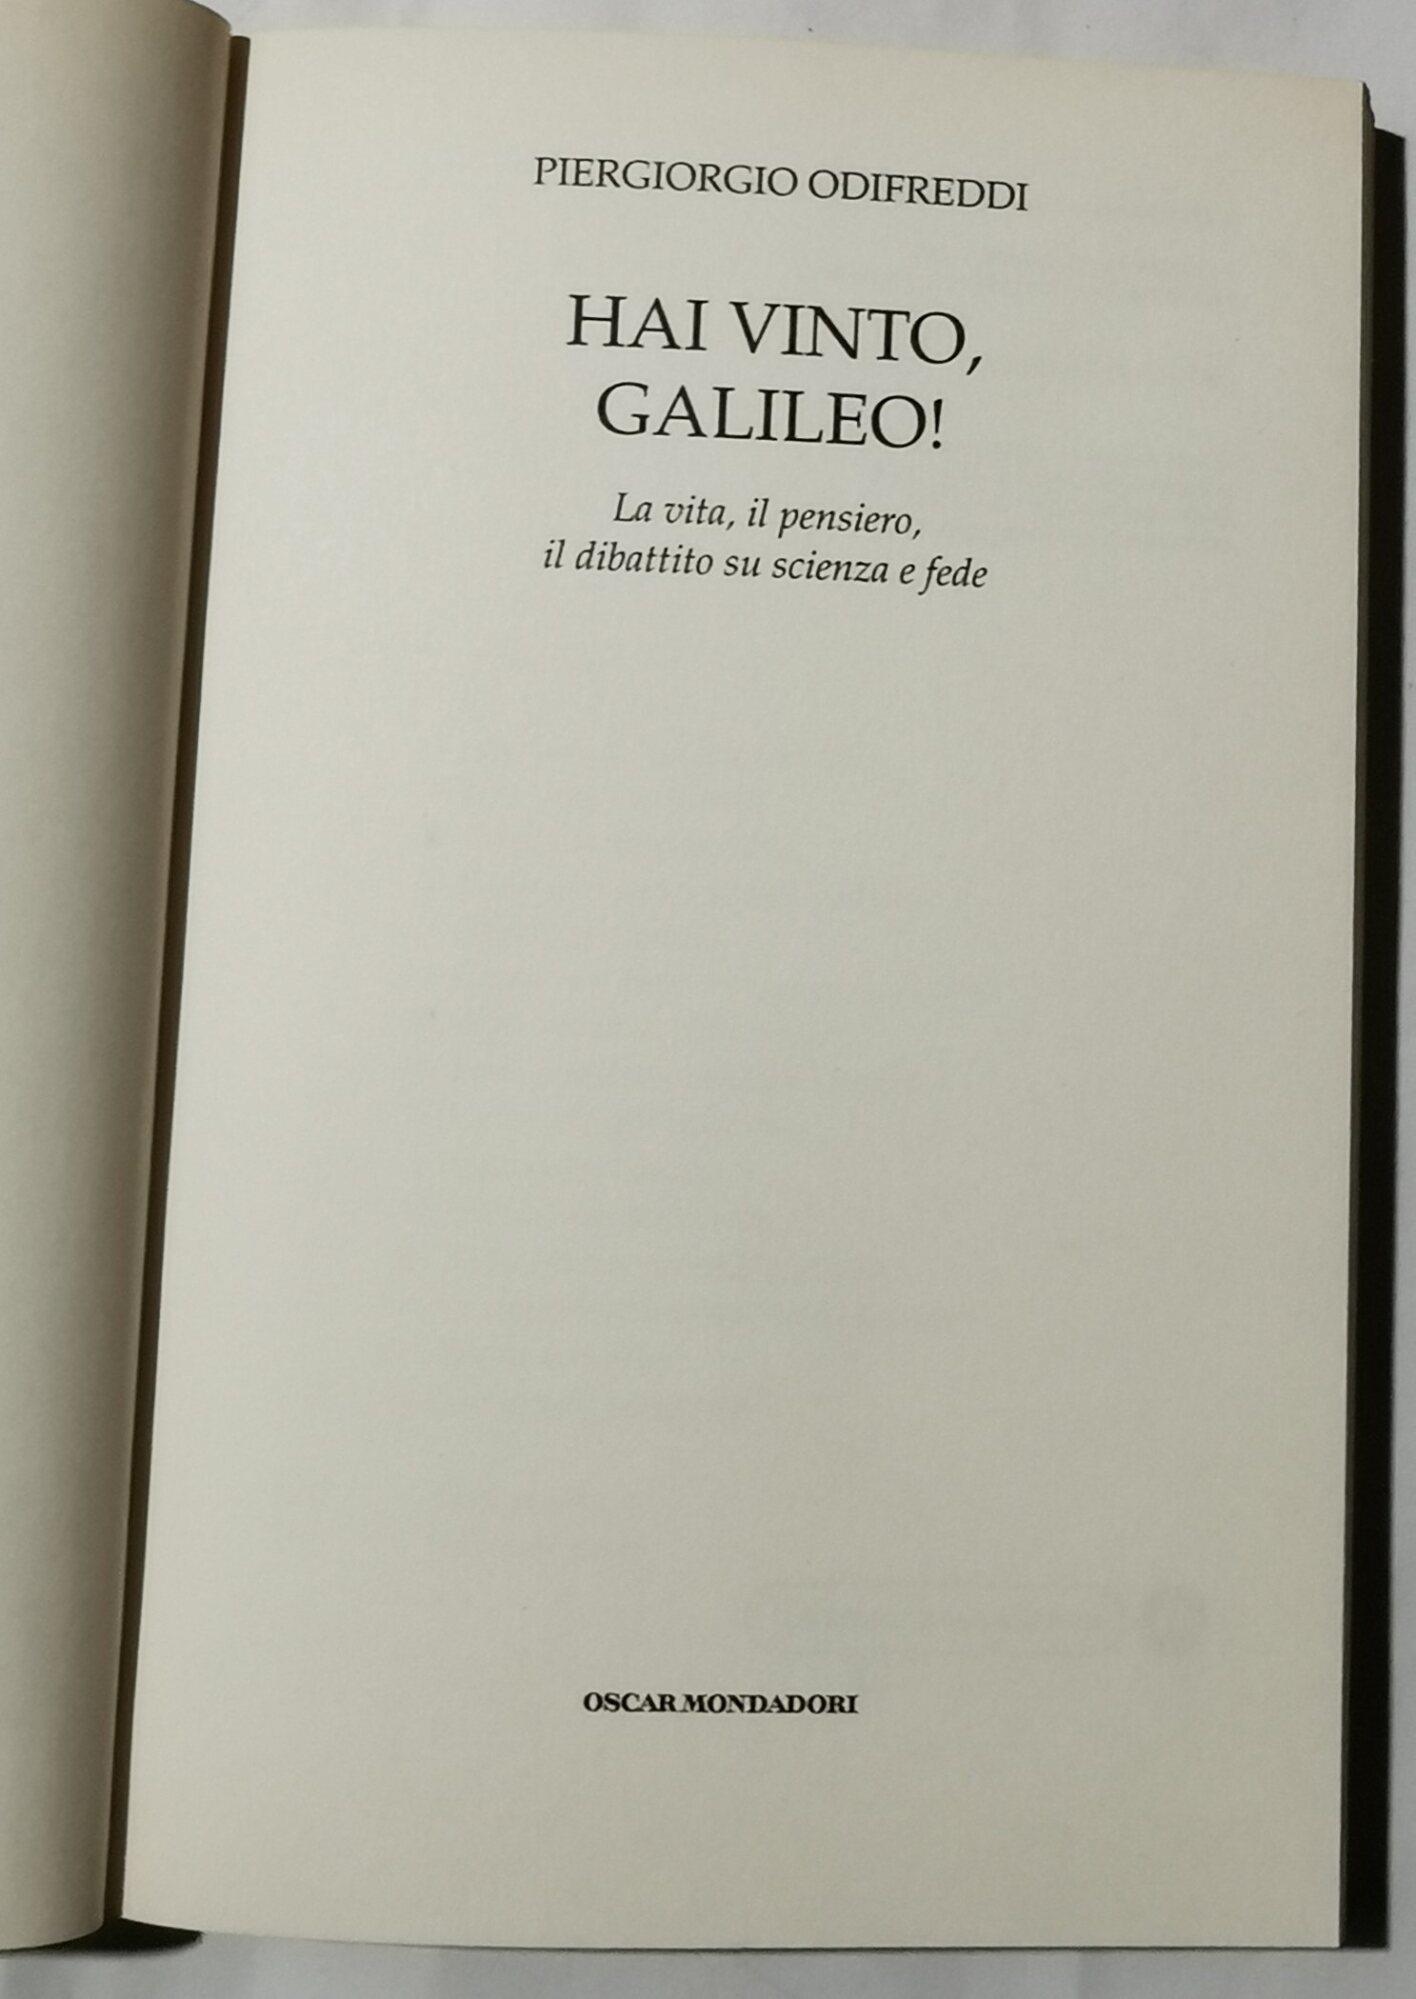 PIERGIORGIO ODIFREDDI
HAI VINTO,
GALILEO!
La vita, il pensiero,
il dibattito su scienza e fede
OSCAR MONDADORI